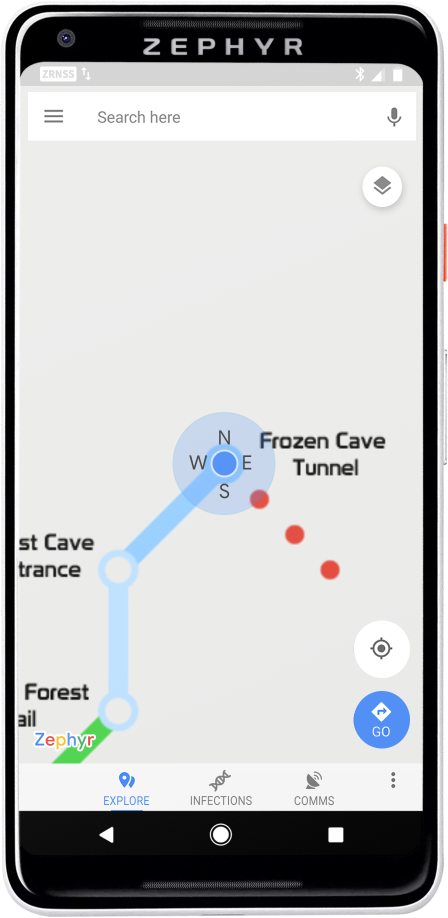 ZEPHYR
ZRNSS
Search here
N
W E
S
Frozen Cave
Tunnel
st Cave
trance
Forest
ail
Zephyr
GO
EXPLORE INFECTIONS COMMS